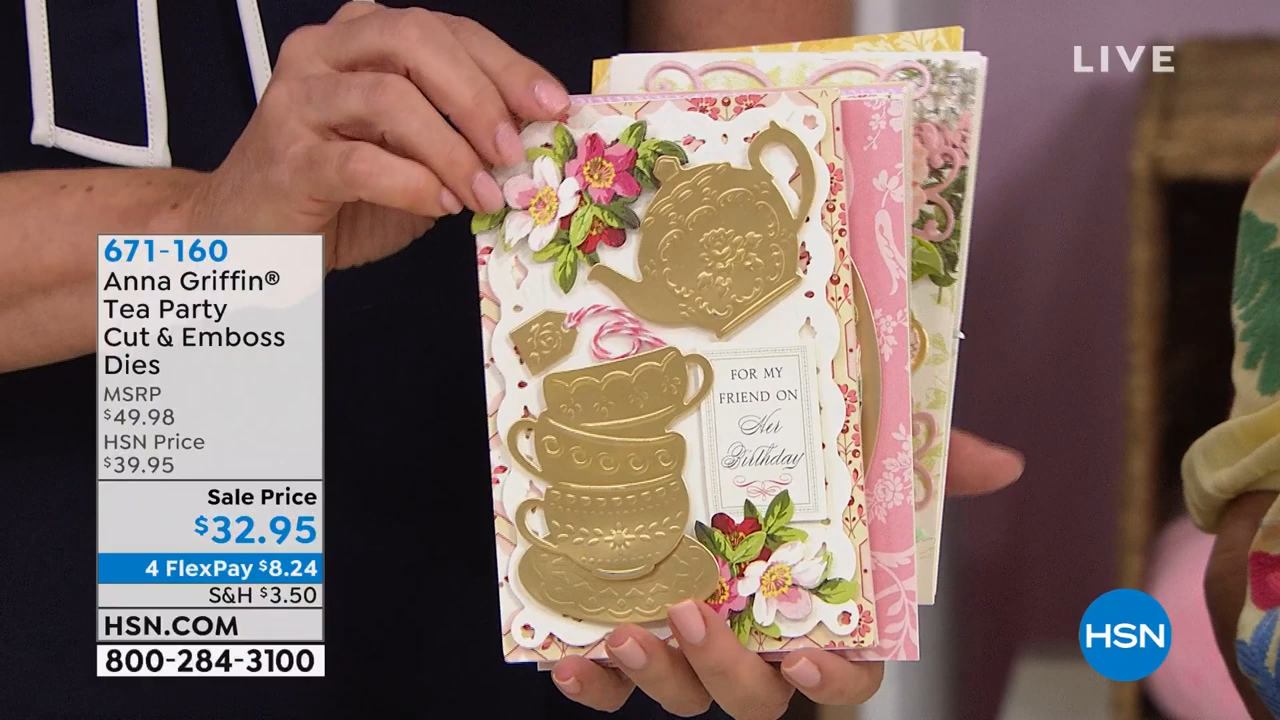 LIVE
671-160
Anna Griffin®
Tea Party
Cut & Emboss
Dies
MSRP
$49.98
HSN Price
$39.95
Sale Price
$32.95
4 FlexPay $8.24
S&H $3.50
HSN.COM
800-284-3100
FOR MY
FRIEND ON
Her
Birthday
HSN